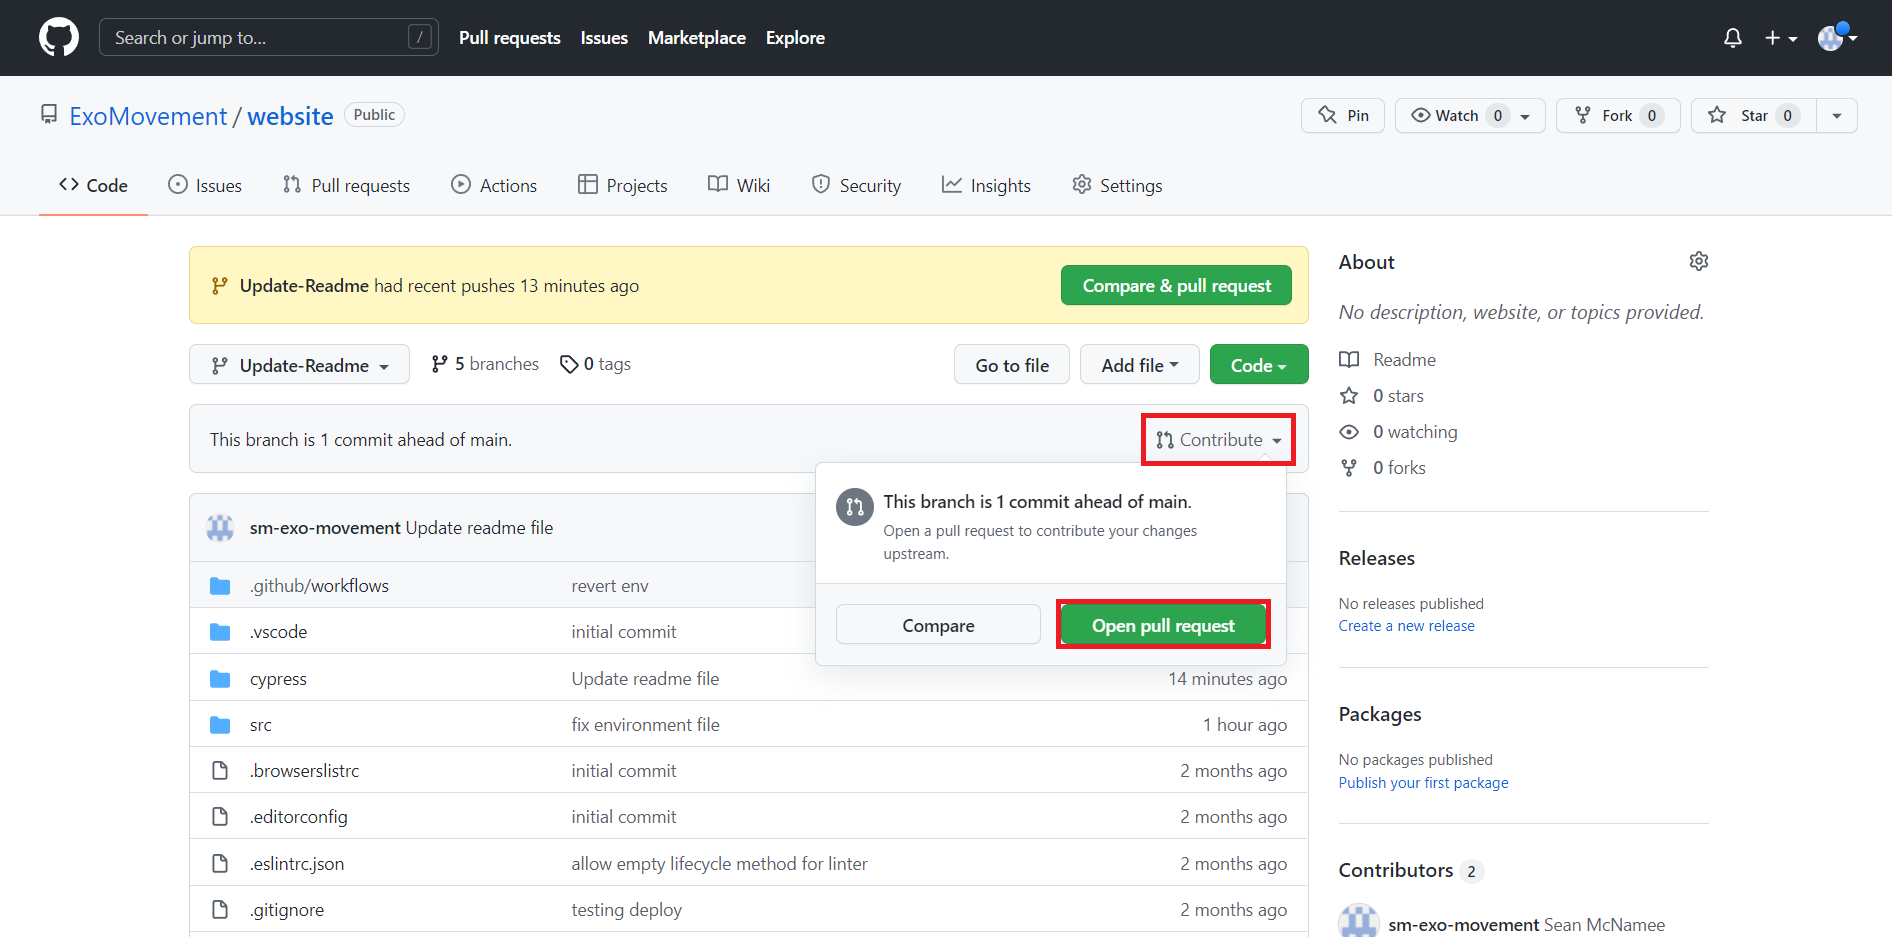 Search or jump to... /
Pull requests Issues Marketplace Explore
ExoMovement / website Public
Pin Watch 0 Fork 0 Star 0
Code Issues Pull requests Actions Projects Wiki Security Insights Settings
Update-Readme had recent pushes 13 minutes ago
Compare & pull request
Update-Readme 5 branches 0 tags
Go to file Add file Code
This branch is 1 commit ahead of main.
Contribute
This branch is 1 commit ahead of main.
Open a pull request to contribute your changes
upstream.
Compare Open pull request
sm-exo-movement Update readme file
.github/workflows revert env
.vscode initial commit
cypress Update readme file 14 minutes ago
src fix environment file 1 hour ago
.browserslistrc initial commit 2 months ago
.editorconfig initial commit 2 months ago
.eslintrc.json allow empty lifecycle method for linter 2 months ago
.gitignore testing deploy 2 months ago
About
No description, website, or topics provided.
Readme
0 stars
0 watching
0 forks
Releases
No releases published
Create a new release
Packages
No packages published
Publish your first package
Contributors 2
sm-exo-movement Sean McNamee